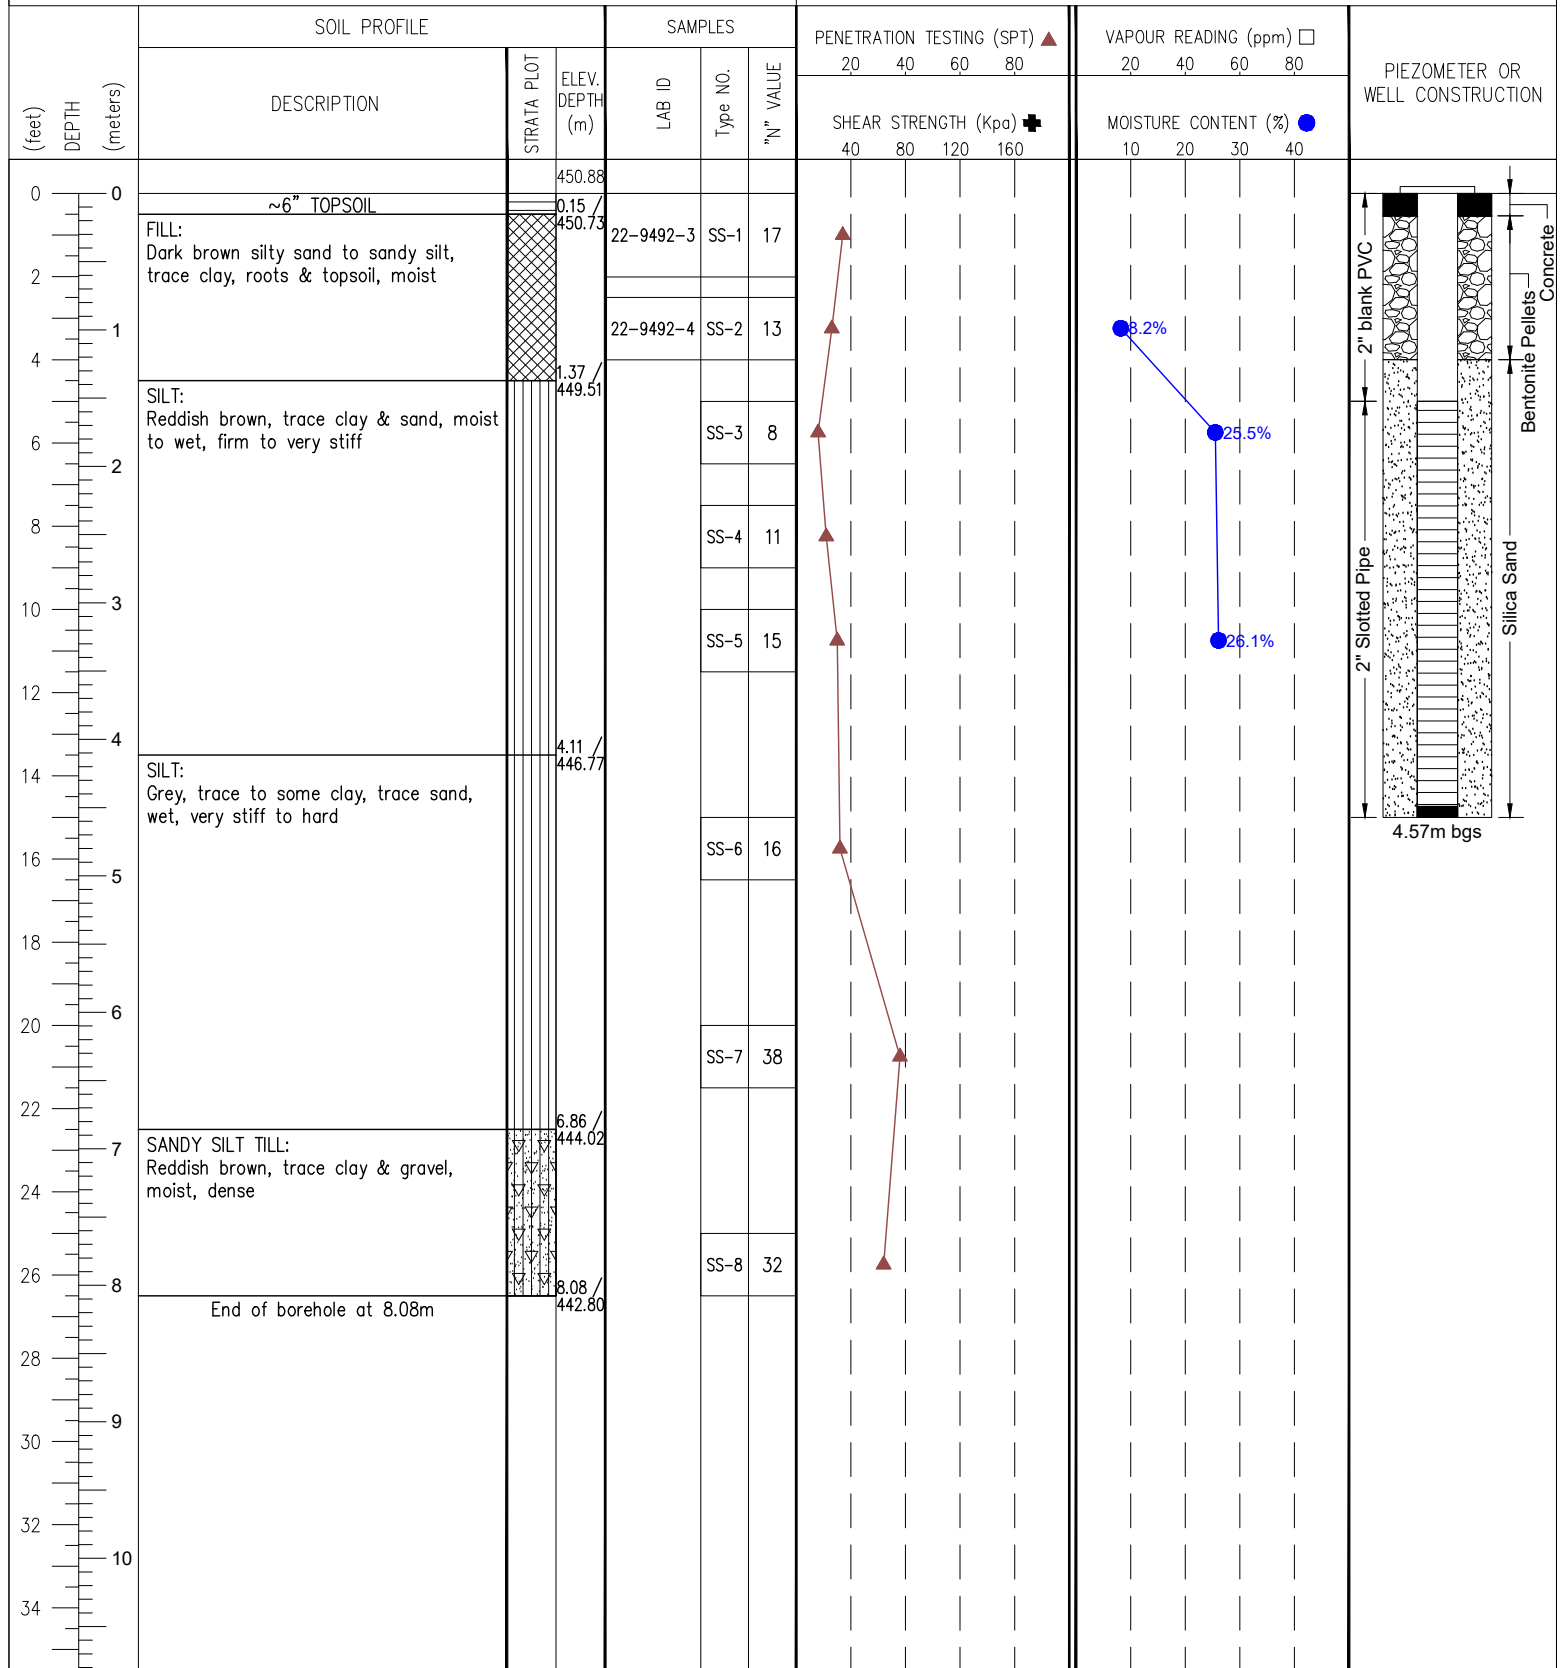 SOIL PROFILE
SAMPLES
PENETRATION TESTING (SPT)
20 40 60 80
SHEAR STRENGTH (Kpa)
40 80 120 160
VAPOUR READING (ppm)
20 40 60 80
MOISTURE CONTENT (%)
10 20 30 40
PIEZOMETER OR
WELL CONSTRUCTION
(feet)
DEPTH
(meters)
DESCRIPTION
STRATA PLOT
ELEV.
DEPTH
(m)
LAB ID
Type NO.
"N" VALUE
450.88
0 0
~6" TOPSOIL
0.15 /
450.73
FILL:
Dark brown silty sand to sandy silt,
trace clay, roots & topsoil, moist
22-9492-3 SS-1 17
2
22-9492-4 SS-2 13
1
8.2%
4
1.37 /
449.51
SILT:
Reddish brown, trace clay & sand, moist
to wet, firm to very stiff
SS-3 8
25.5%
6
2
8
SS-4 11
3
10
SS-5 15
26.1%
12
4
4.11 /
446.77
14
SILT:
Grey, trace to some clay, trace sand,
wet, very stiff to hard
SS-6 16
16
5
18
6
20
SS-7 38
22
6.86 /
444.02
7
SANDY SILT TILL:
Reddish brown, trace clay & gravel,
moist, dense
24
SS-8 32
26
8
8.08 /
442.80
End of borehole at 8.08m
28
9
30
32
10
34
2" blank PVC
2" Slotted Pipe
Concrete
Bentonite Pellets
Silica Sand
4.57m bgs